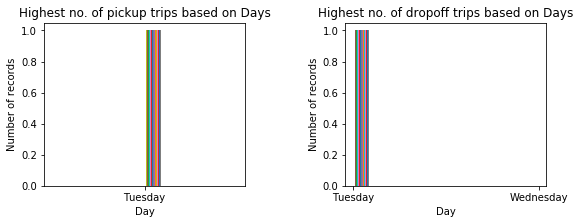 Highest no. of pickup trips based on Days
1.0
0.8
0.6
0.4
0.2
0.0
Number of records
Tuesday
Day
Highest no. of dropoff trips based on Days
1.0
0.8
0.6
0.4
0.2
0.0
Number of records
Tuesday Wednesday
Day